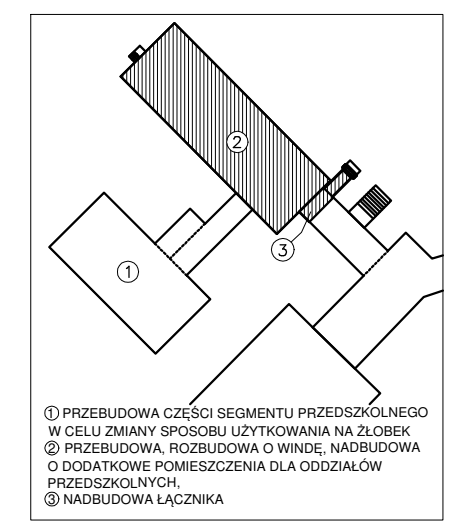 ②
①
③
① PRZEBUDOWA CZĘŚCI SEGMENTU PRZEDSZKOLNEGO
W CELU ZMIANY SPOSOBU UŻYTKOWANIA NA ŻŁOBEK
② PRZEBUDOWA, ROZBUDOWA O WINDĘ, NADBUDOWA
O DODATKOWE POMIESZCZENIA DLA ODDZIAŁÓW
PRZEDSZKOLNYCH,
③ NADBUDOWA ŁĄCZNIKA